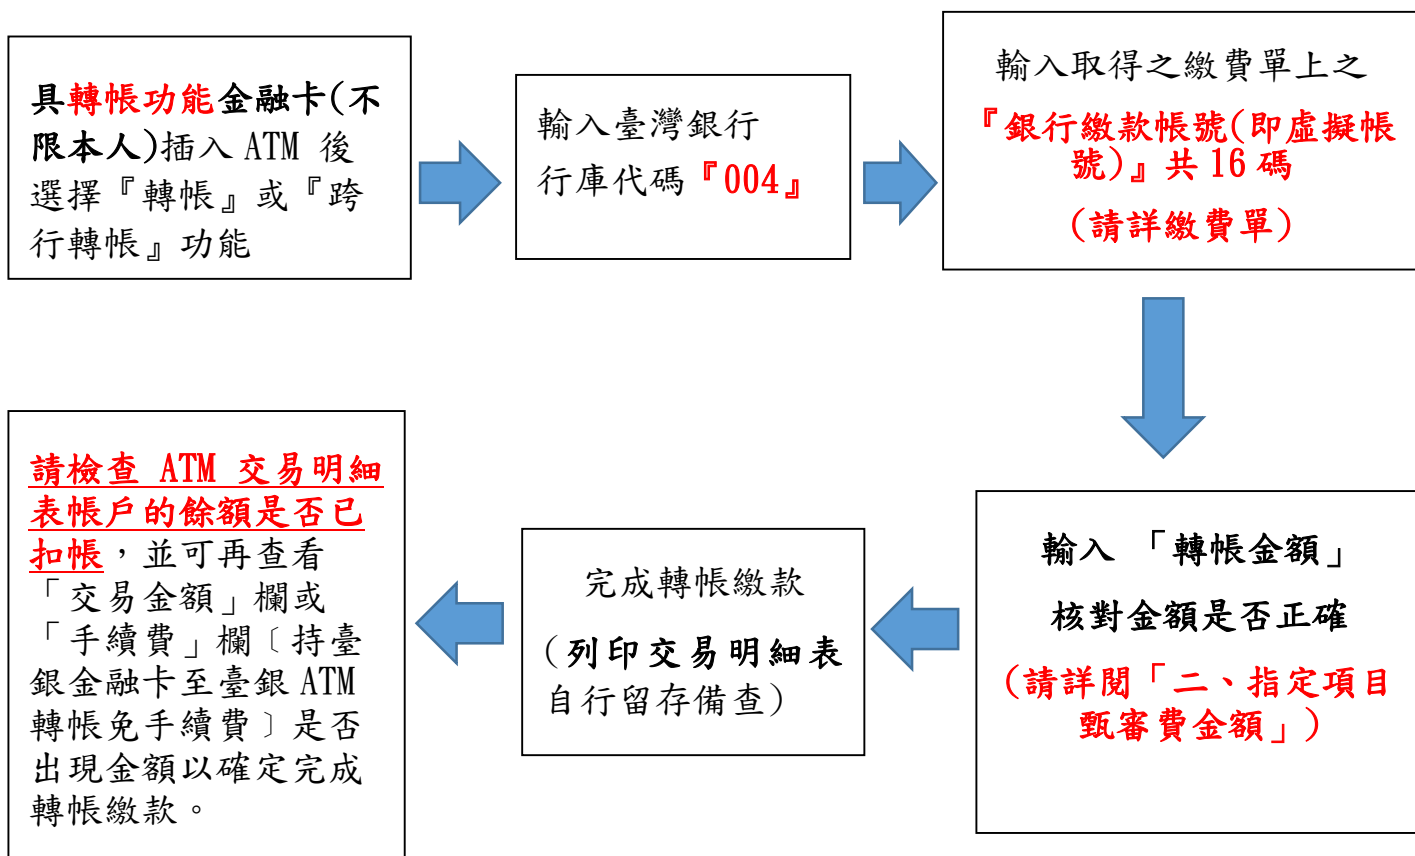 具轉帳功能金融卡(不
限本人)插入 ATM 後
選擇『轉帳』或『跨
行轉帳』功能
輸入臺灣銀行
行庫代碼『004』
輸入取得之繳費單上之
『銀行繳款帳號(即虛擬帳
號)』共 16 碼
(請詳繳費單)
輸入 「轉帳金額」
核對金額是否正確
(請詳閱「二、指定項目
甄審費金額」)
完成轉帳繳款
(列印交易明細表
自行留存備查)
請檢查 ATM 交易明細
表帳戶的餘額是否已
扣帳，並可再查看
「交易金額」欄或
「手續費」欄〔持臺
銀金融卡至臺銀 ATM
轉帳免手續費〕是否
出現金額以確定完成
轉帳繳款。